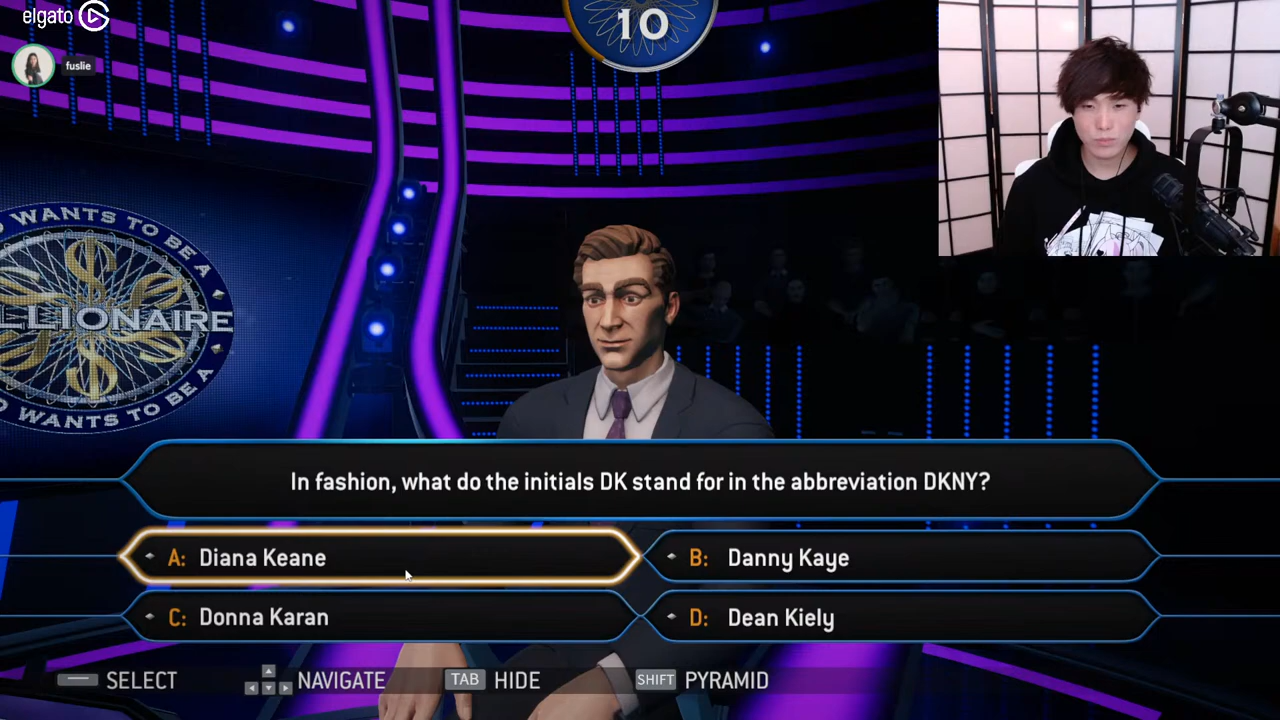 elgato
10
fuslie
WANTS TO BE A
LLIONAIRE
WANTS TO BE A
In fashion, what do the initials DK stand for in the abbreviation DKNY?
A: Diana Keane
B: Danny Kaye
C: Donna Karan
D: Dean Kiely
SELECT
NAVIGATE
TAB HIDE
SHIFT PYRAMID